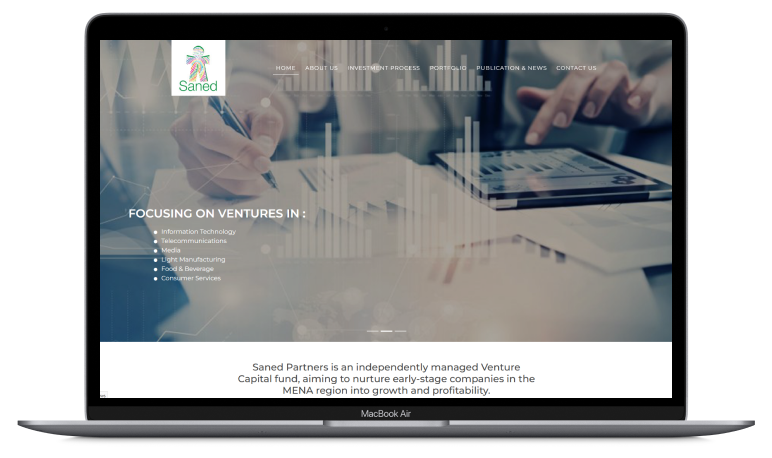 Saned
HOME ABOUT US INVESTMENT PROCESS PORTFOLIO PUBLICATION & NEWS CONTACT US
FOCUSING ON VENTURES IN :
Information Technology
Telecommunications
Media
Light Manufacturing
Food & Beverage
Consumer Services
Saned Partners is an independently managed Venture
Capital fund, aiming to nurture early-stage companies in the
MENA region into growth and profitability.
MacBook Air